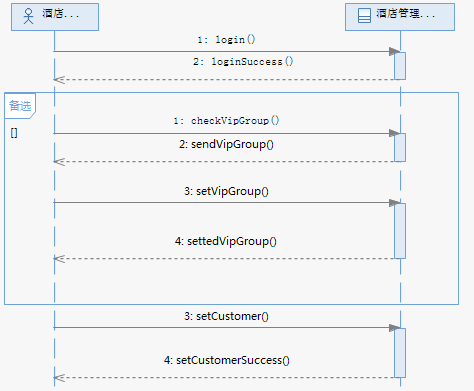 酒店...
酒店管理...
1: login()
2: loginSuccess()
备选
[]
1: checkVipGroup()
2: sendVipGroup()
3: setVipGroup()
4: settedVipGroup()
3: setCustomer()
4: setCustomerSuccess()